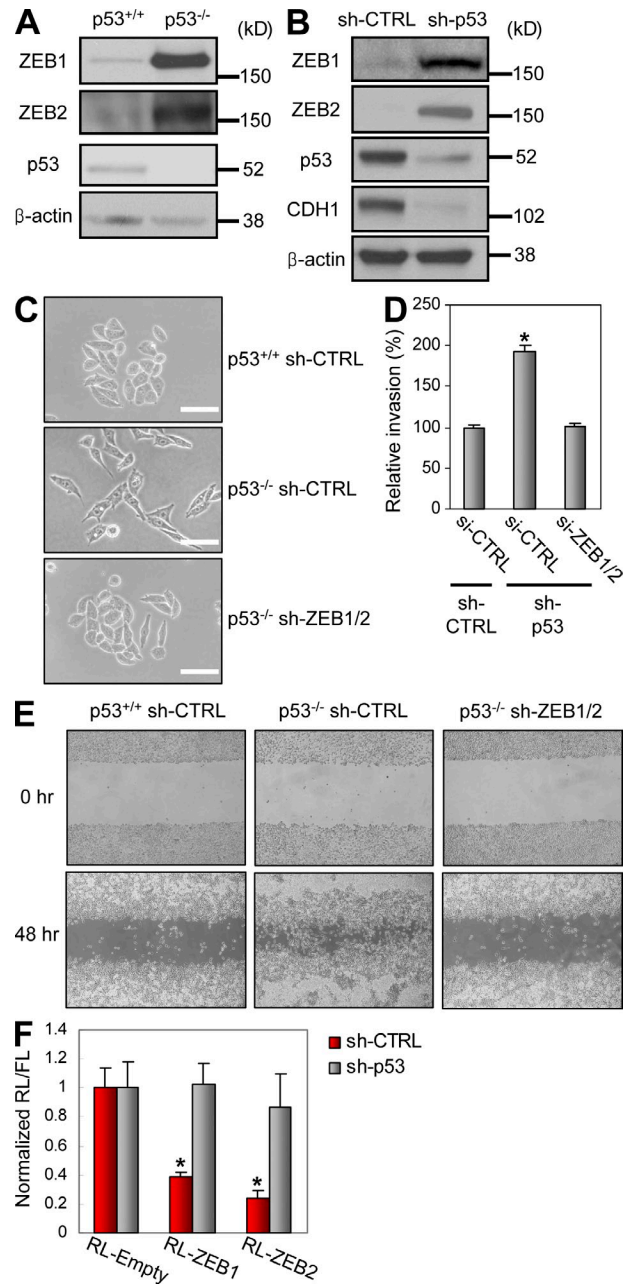 A
p53+/+ p53-/- (kD)
ZEB1
150
ZEB2
150
p53
52
β-actin
38
B
sh-CTRL sh-p53 (kD)
ZEB1
150
ZEB2
150
p53
52
CDH1
102
β-actin
38
C
p53+/+ sh-CTRL
p53-/- sh-CTRL
p53-/- sh-ZEB1/2
D
Relative invasion (%)
250
200
150
100
50
0
*
si-CTRL
si-CTRL
si-ZEB1/2
sh-
CTRL
sh-
p53
E
p53+/+ sh-CTRL p53-/- sh-CTRL p53-/- sh-ZEB1/2
0 hr
48 hr
F
Normalized RL/FL
1.4
1.2
1
0.8
0.6
0.4
0.2
0
*
*
RL-Empty
RL-ZEB1
RL-ZEB2
sh-CTRL
sh-p53